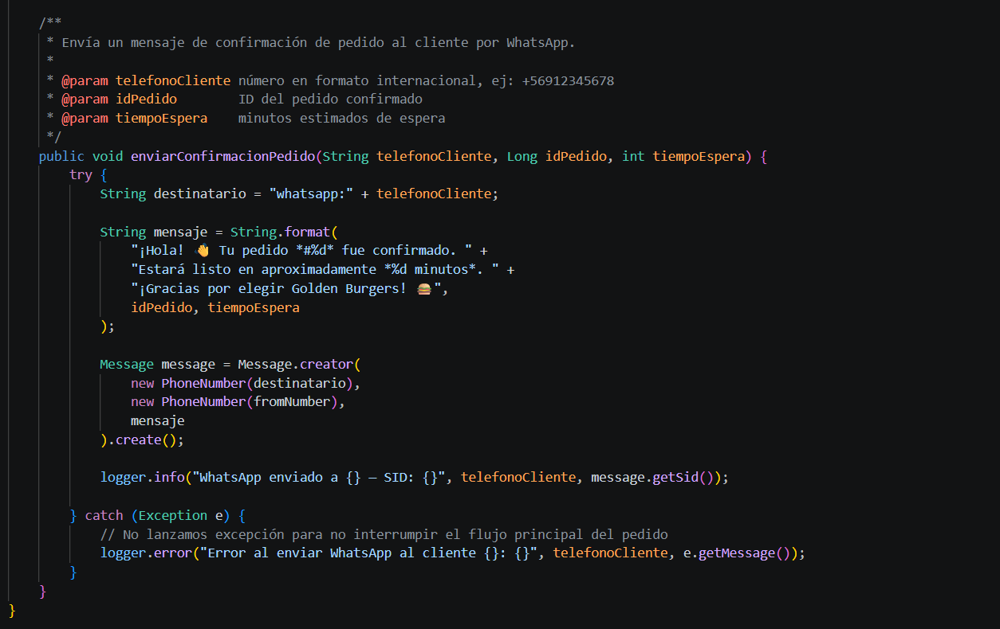 /**
 * Envía un mensaje de confirmación de pedido al cliente por WhatsApp.
 *
 * @param telefonoCliente número en formato internacional, ej: +56912345678
 * @param idPedido        ID del pedido confirmado
 * @param tiempoEspera    minutos estimados de espera
 */
public void enviarConfirmacionPedido(String telefonoCliente, Long idPedido, int tiempoEspera) {
    try {
        String destinatario = "whatsapp:" + telefonoCliente;

        String mensaje = String.format(
            "¡Hola! 👋 Tu pedido *#%d* fue confirmado. " +
            "Estará listo en aproximadamente *%d minutos*. " +
            "¡Gracias por elegir Golden Burgers! 🍔",
            idPedido, tiempoEspera
        );

        Message message = Message.creator(
            new PhoneNumber(destinatario),
            new PhoneNumber(fromNumber),
            mensaje
        ).create();

        logger.info("WhatsApp enviado a {} — SID: {}", telefonoCliente, message.getSid());

    } catch (Exception e) {
        // No lanzamos excepción para no interrumpir el flujo principal del pedido
        logger.error("Error al enviar WhatsApp al cliente {}: {}", telefonoCliente, e.getMessage());
    }
}
}